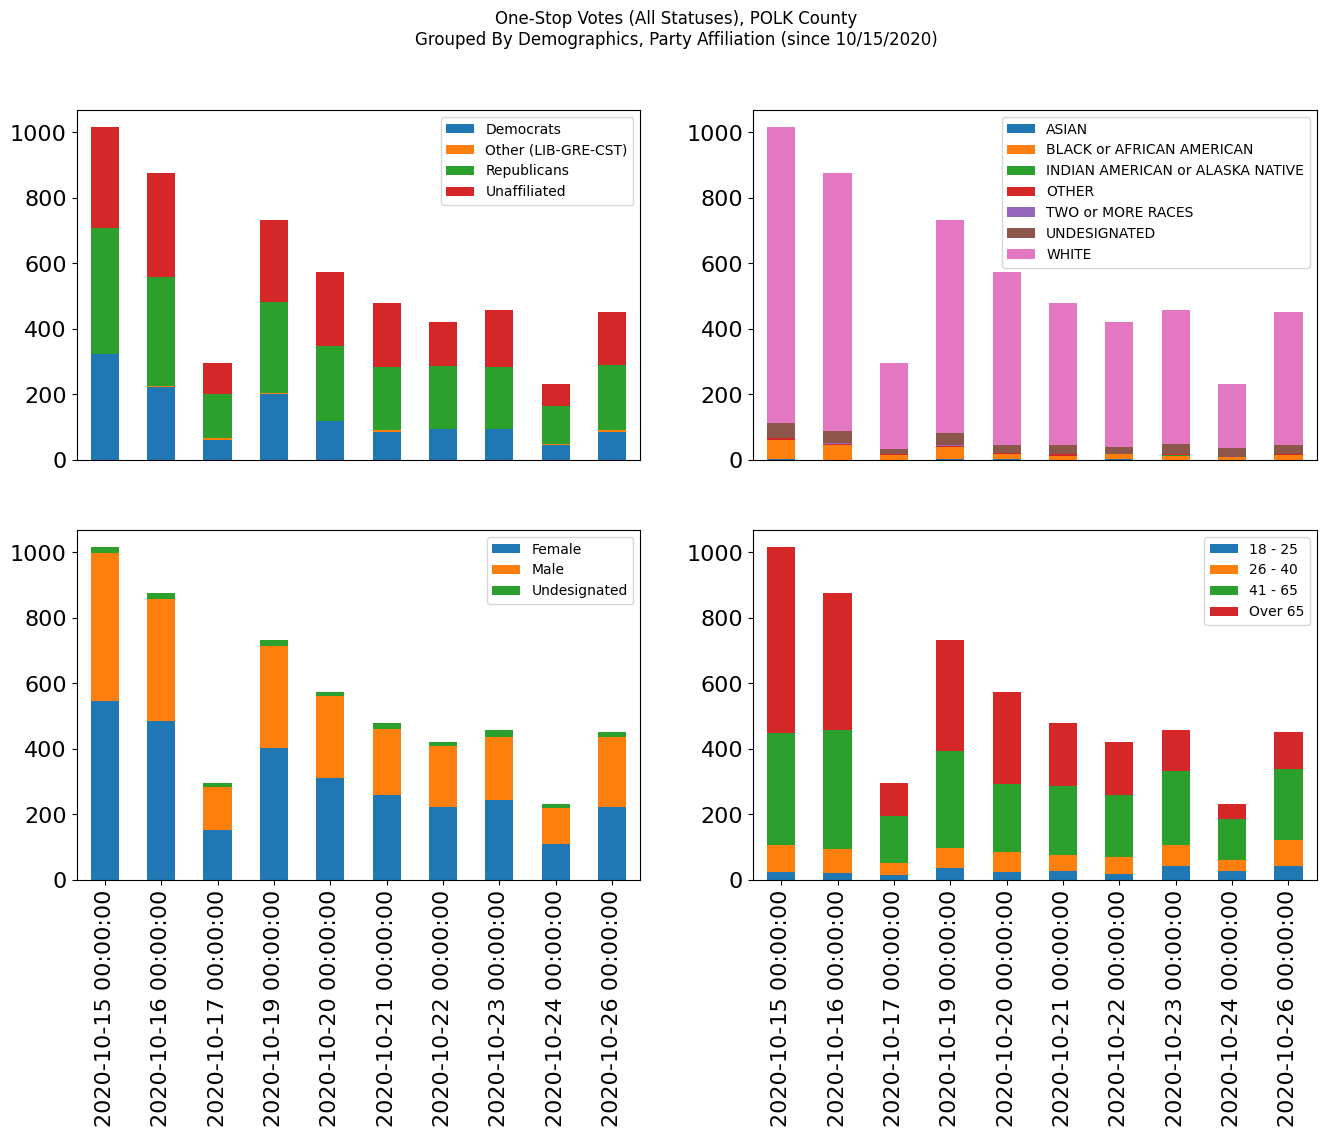 One-Stop Votes (All Statuses), POLK County
Grouped By Demographics, Party Affiliation (since 10/15/2020)
1000
800
600
400
200
0
Democrats
Other (LIB-GRE-CST)
Republicans
Unaffiliated
1000
800
600
400
200
0
ASIAN
BLACK or AFRICAN AMERICAN
INDIAN AMERICAN or ALASKA NATIVE
OTHER
TWO or MORE RACES
UNDESIGNATED
WHITE
1000
800
600
400
200
0
Female
Male
Undesignated
2020-10-15 00:00:00
2020-10-16 00:00:00
2020-10-17 00:00:00
2020-10-19 00:00:00
2020-10-20 00:00:00
2020-10-21 00:00:00
2020-10-22 00:00:00
2020-10-23 00:00:00
2020-10-24 00:00:00
2020-10-26 00:00:00
1000
800
600
400
200
0
18 - 25
26 - 40
41 - 65
Over 65
2020-10-15 00:00:00
2020-10-16 00:00:00
2020-10-17 00:00:00
2020-10-19 00:00:00
2020-10-20 00:00:00
2020-10-21 00:00:00
2020-10-22 00:00:00
2020-10-23 00:00:00
2020-10-24 00:00:00
2020-10-26 00:00:00